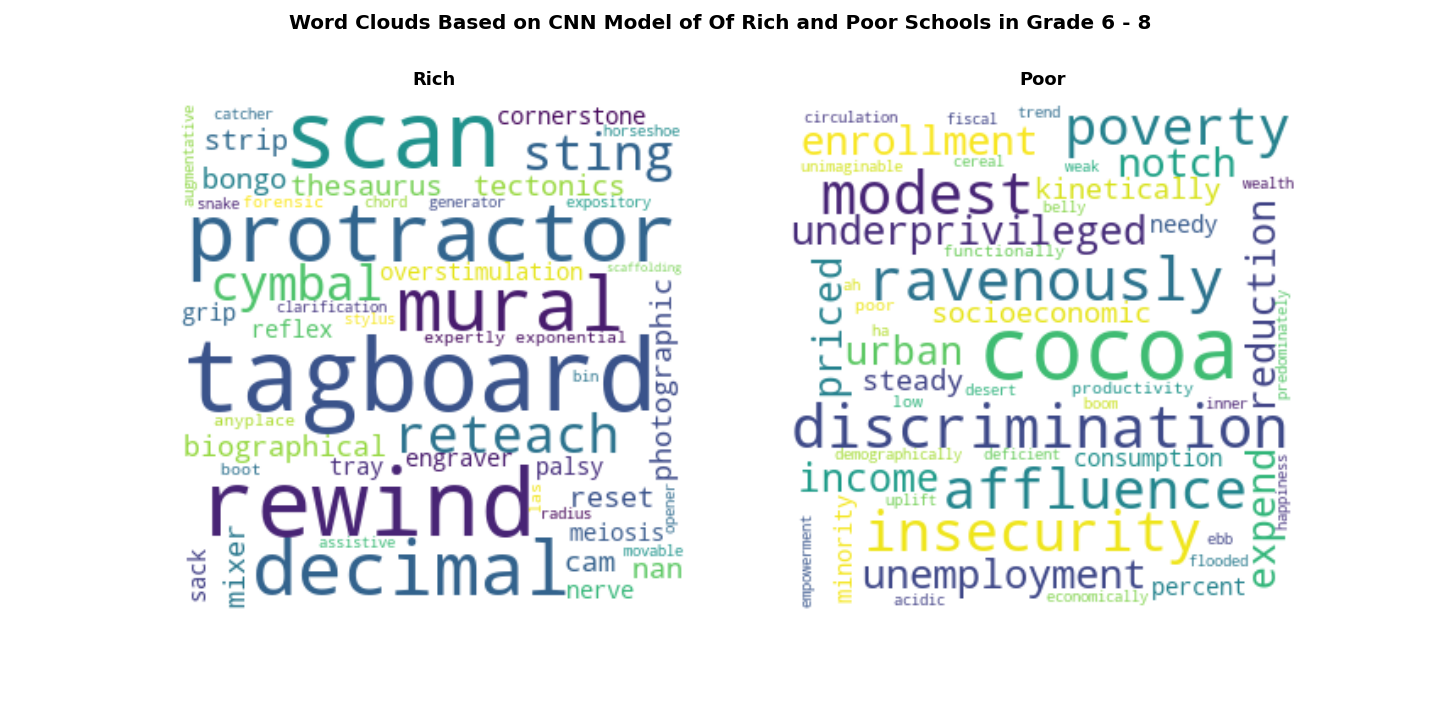 Word Clouds Based on CNN Model of Of Rich and Poor Schools in Grade 6 - 8
Rich
augmentative
catcher
scan
cornerstone
strip
horseshoe
sting
bongo
thesaurus
tectonics
snake
forensic
chord
generator
expository
protractor
cymbal
overstimulation
scaffolding
mural
grip
clarification
stylus
reflex
expertly
exponential
photographic
tagboard
bin
anyplace
biographical
reteach
boot
tray
engraver
palsy
rewind
las
reset
opener
radius
meiosis
sack
mixer
assistive
decimal
cam
movable
nan
nerve
Poor
circulation
fiscal
trend
poverty
enrollment
unimaginable
cereal
weak
notch
modest
kinetically
wealth
belly
underprivileged
needy
functionally
reduction
priced
ah
ravenously
poor
socioeconomic
predominately
ha
urban
cocoa
steady
desert
productivity
low
boom
inner
discrimination
demographically
deficient
consumption
income
uplift
affluence
expend
happiness
empowerment
minority
insecurity
ebb
flooded
unemployment
percent
acidic
economically